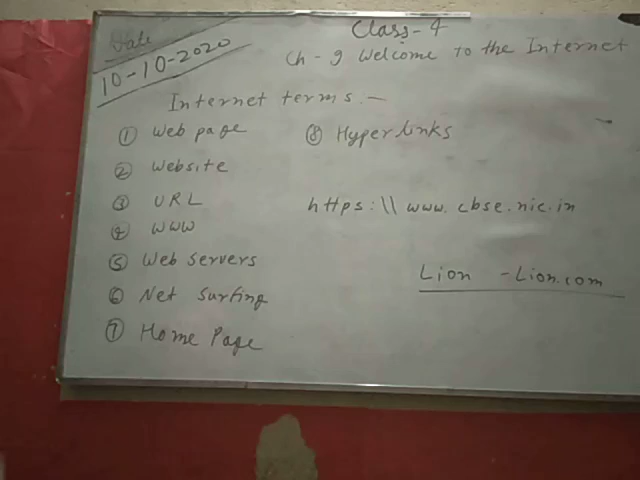 Date
10-10-2020
Class-4
Ch-9 Welcome to the Internet
Internet terms.-
① Web page
② Website
③ URL
④ WWW
⑤ Web servers
⑥ Net surfing
⑦ Home Page
⑧ Hyperlinks
https:\\www.cbse.nic.in
Lion -Lion.com